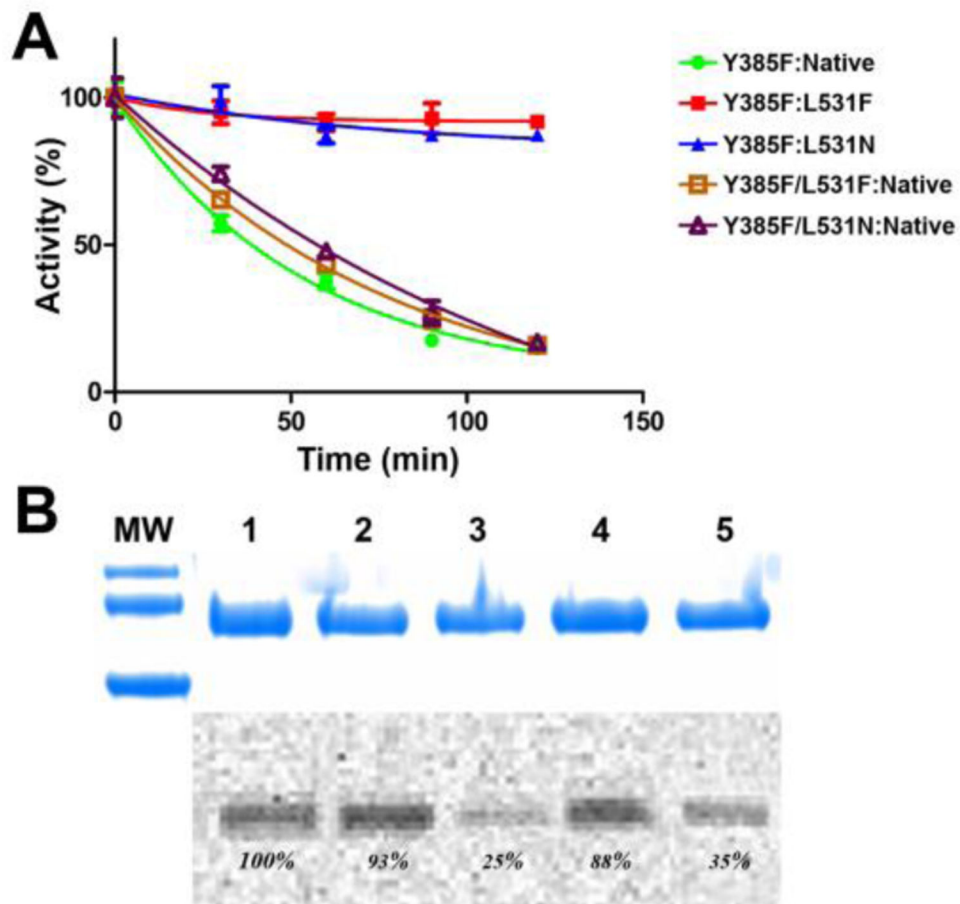 A
Activity (%)
100
50
0
0 50 100 150
Time (min)
Y385F:Native
Y385F:L531F
Y385F:L531N
Y385F/L531F:Native
Y385F/L531N:Native
B
MW 1 2 3 4 5
100% 93% 25% 88% 35%